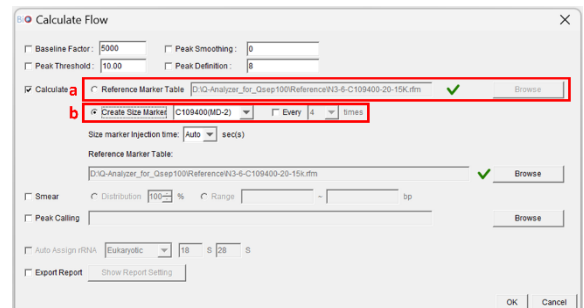 BiO Calculate Flow
Baseline Factor: 5000 Peak Smoothing: 0
Peak Threshold: 10.00 Peak Definition: 8
Calculate a Reference Marker Table D:\Q-Analyzer_for_Qsep100\Reference\N3-6-C109400-20-15K.rfm Browse
b Create Size Marker C109400(MD-2) Every 4 times
Size marker Injection time: Auto sec(s)
Reference Marker Table:
D:\Q-Analyzer_for_Qsep100\Reference\N3-6-C109400-20-15k.rfm Browse
Smear Distribution 100 % Range ~ bp
Peak Calling Browse
Auto Assign rRNA Eukaryotic 18 S 28 S
Export Report Show Report Setting
OK Cancel